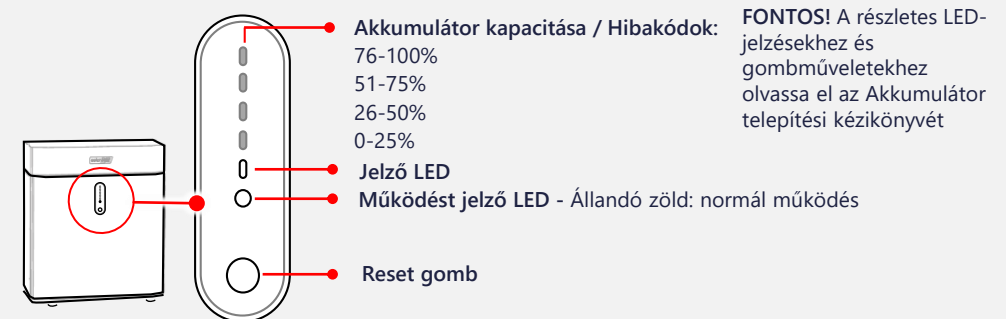 Akkumulátor kapacitása / Hibakódok:
76-100%
51-75%
26-50%
0-25%
Jelző LED
Működést jelző LED - Állandó zöld: normál működés
Reset gomb
FONTOS! A részletes LED-
jelzésekhez és
gombműveletekhez
olvassa el az Akkumulátor
telepítési kézikönyvét